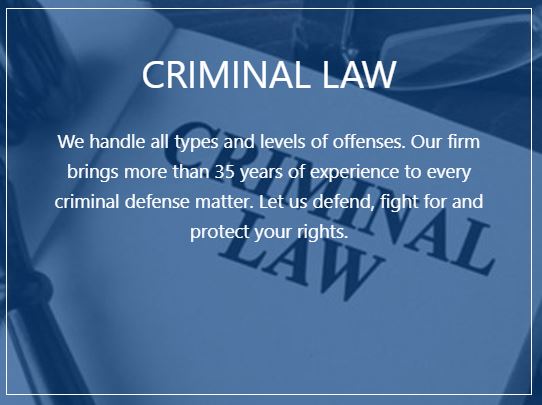 CRIMINAL LAW
We handle all types and levels of offenses. Our firm
brings more than 35 years of experience to every
criminal defense matter. Let us defend, fight for and
protect your rights.
CRIMINAL
LAW